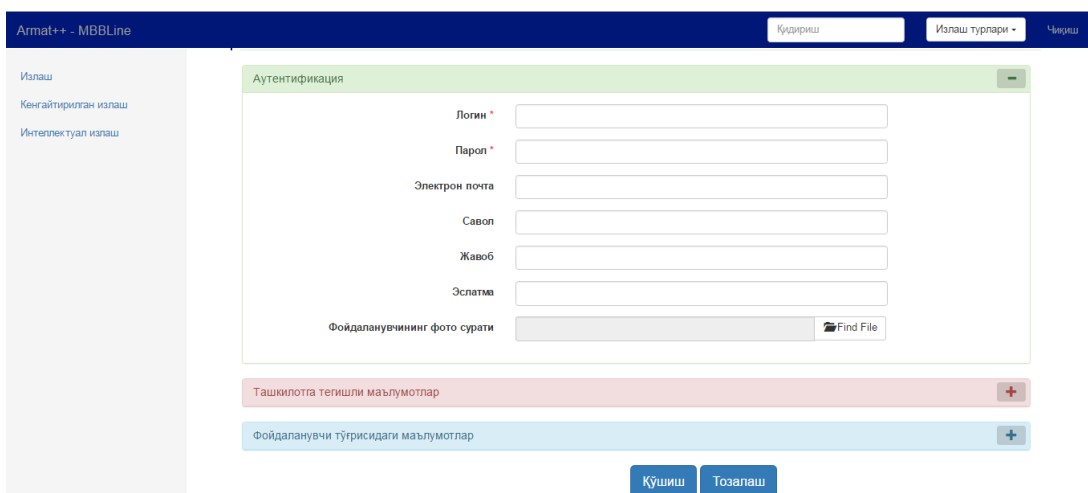 Armat++ - MBBLine
Қидириш
Излаш турлари
Чиқиш
Излаш
Кенгайтирилган излаш
Интеллектуал излаш
Аутентификация
Логин *
Парол *
Электрон почта
Савол
Жавоб
Эслатма
Фойдаланувчининг фото сурати
Find File
Ташкилотга тегишли маълумотлар
Фойдаланувчи тўғрисидаги маълумотлар
Қўшиш
Тозалаш